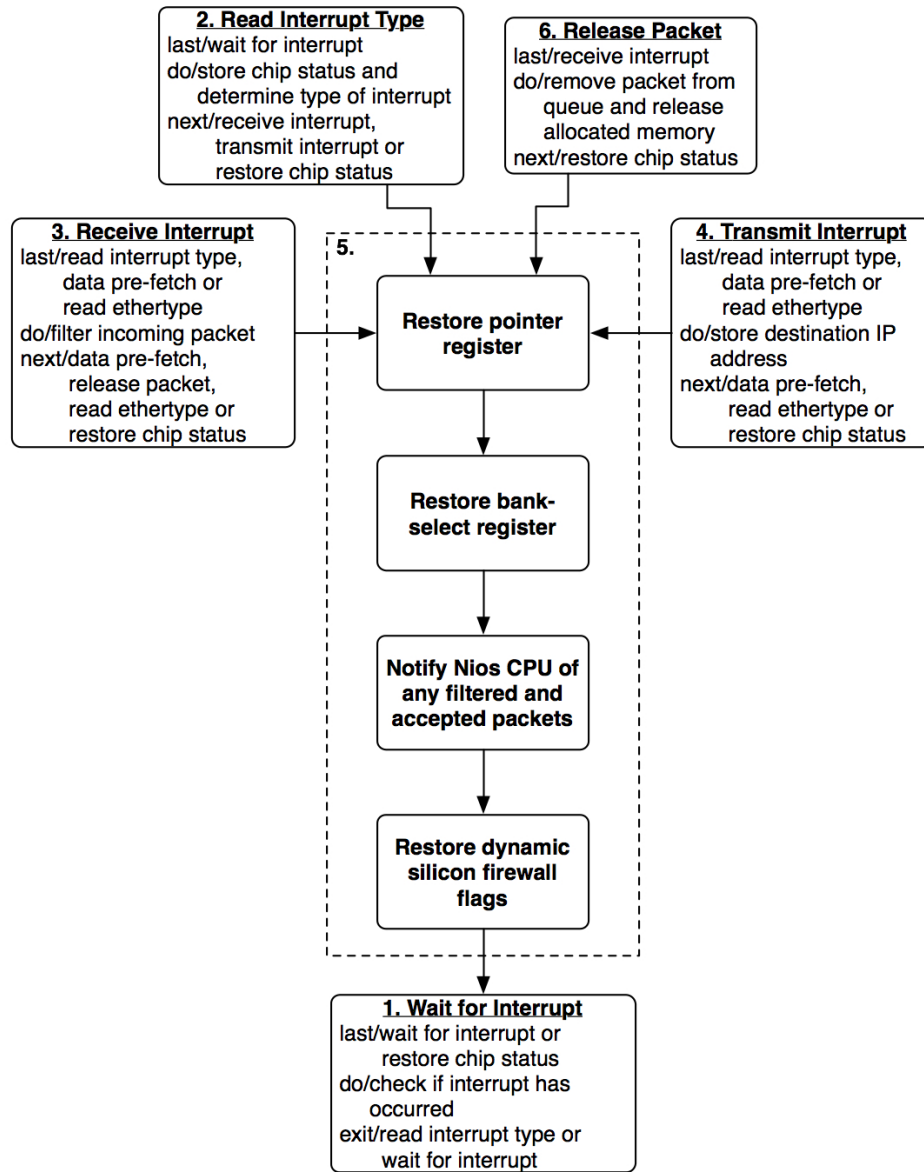 2. Read Interrupt Type
last/wait for interrupt
do/store chip status and
determine type of interrupt
next/receive interrupt,
transmit interrupt or
restore chip status
6. Release Packet
last/receive interrupt
do/remove packet from
queue and release
allocated memory
next/restore chip status
3. Receive Interrupt
last/read interrupt type,
data pre-fetch or
read ethertype
do/filter incoming packet
next/data pre-fetch,
release packet,
read ethertype or
restore chip status
5.
Restore pointer
register
4. Transmit Interrupt
last/read interrupt type,
data pre-fetch or
read ethertype
do/store destination IP
address
next/data pre-fetch,
read ethertype or
restore chip status
Restore bank-
select register
Notify Nios CPU of
any filtered and
accepted packets
Restore dynamic
silicon firewall
flags
1. Wait for Interrupt
last/wait for interrupt or
restore chip status
do/check if interrupt has
occurred
exit/read interrupt type or
wait for interrupt